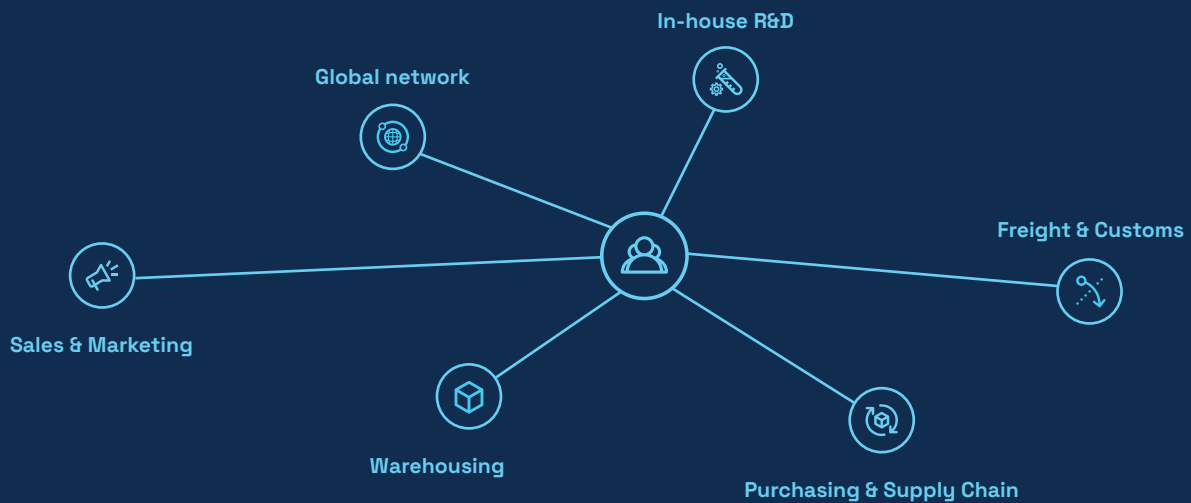 In-house R&D
Global network
Freight & Customs
Sales & Marketing
Warehousing
Purchasing & Supply Chain